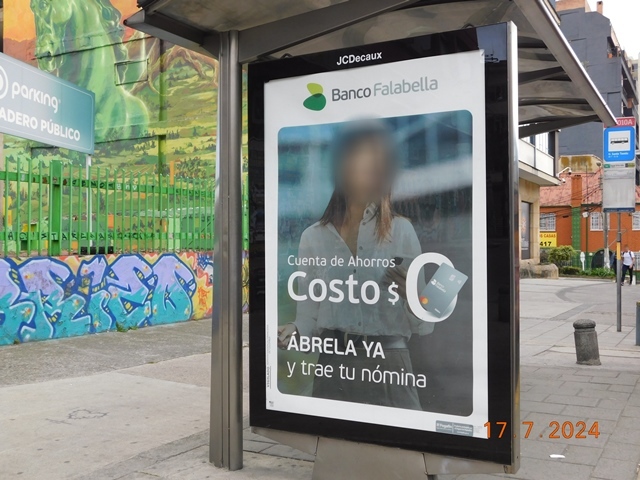 JCDecaux
Banco Falabella
Cuenta de Ahorros
Costo $ 0
ÁBRELA YA
y trae tu nómina
parking
ADERO PÚBLICO
417
17 7 2024